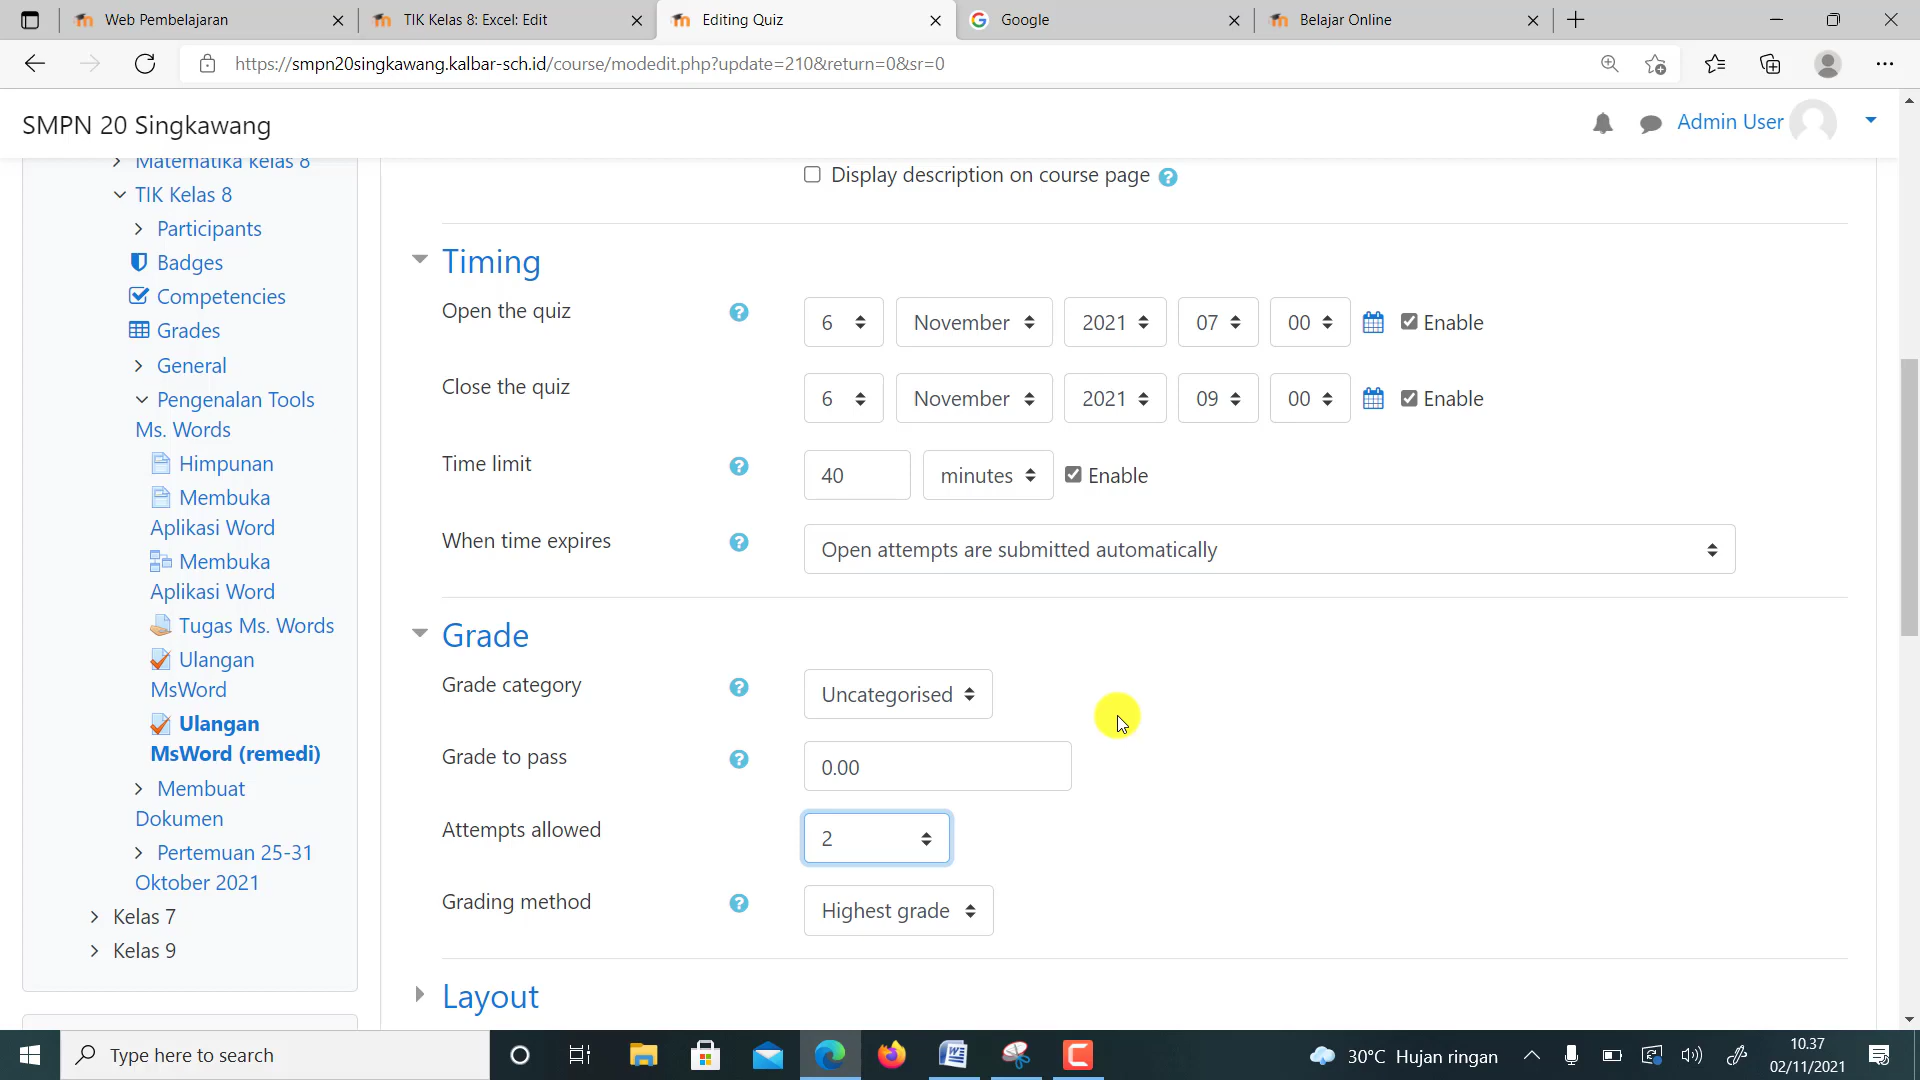 Web Pembelajaran
TIK Kelas 8: Excel: Edit
Editing Quiz
Google
Belajar Online
https://smpn20singkawang.kalbar-sch.id/course/modedit.php?update=210&return=0&sr=0
SMPN 20 Singkawang
Admin User
Matematika kelas 8
TIK Kelas 8
Participants
Badges
Competencies
Grades
General
Pengenalan Tools
Ms. Words
Himpunan
Membuka
Aplikasi Word
Membuka
Aplikasi Word
Tugas Ms. Words
Ulangan
MsWord
Ulangan
MsWord (remedi)
Membuat
Dokumen
Pertemuan 25-31
Oktober 2021
Kelas 7
Kelas 9
Display description on course page
Timing
Open the quiz
6 November 2021 07 00 Enable
Close the quiz
6 November 2021 09 00 Enable
Time limit
40 minutes Enable
When time expires
Open attempts are submitted automatically
Grade
Grade category
Uncategorised
Grade to pass
0.00
Attempts allowed
2
Grading method
Highest grade
Layout
Type here to search
30°C Hujan ringan
10.37
02/11/2021